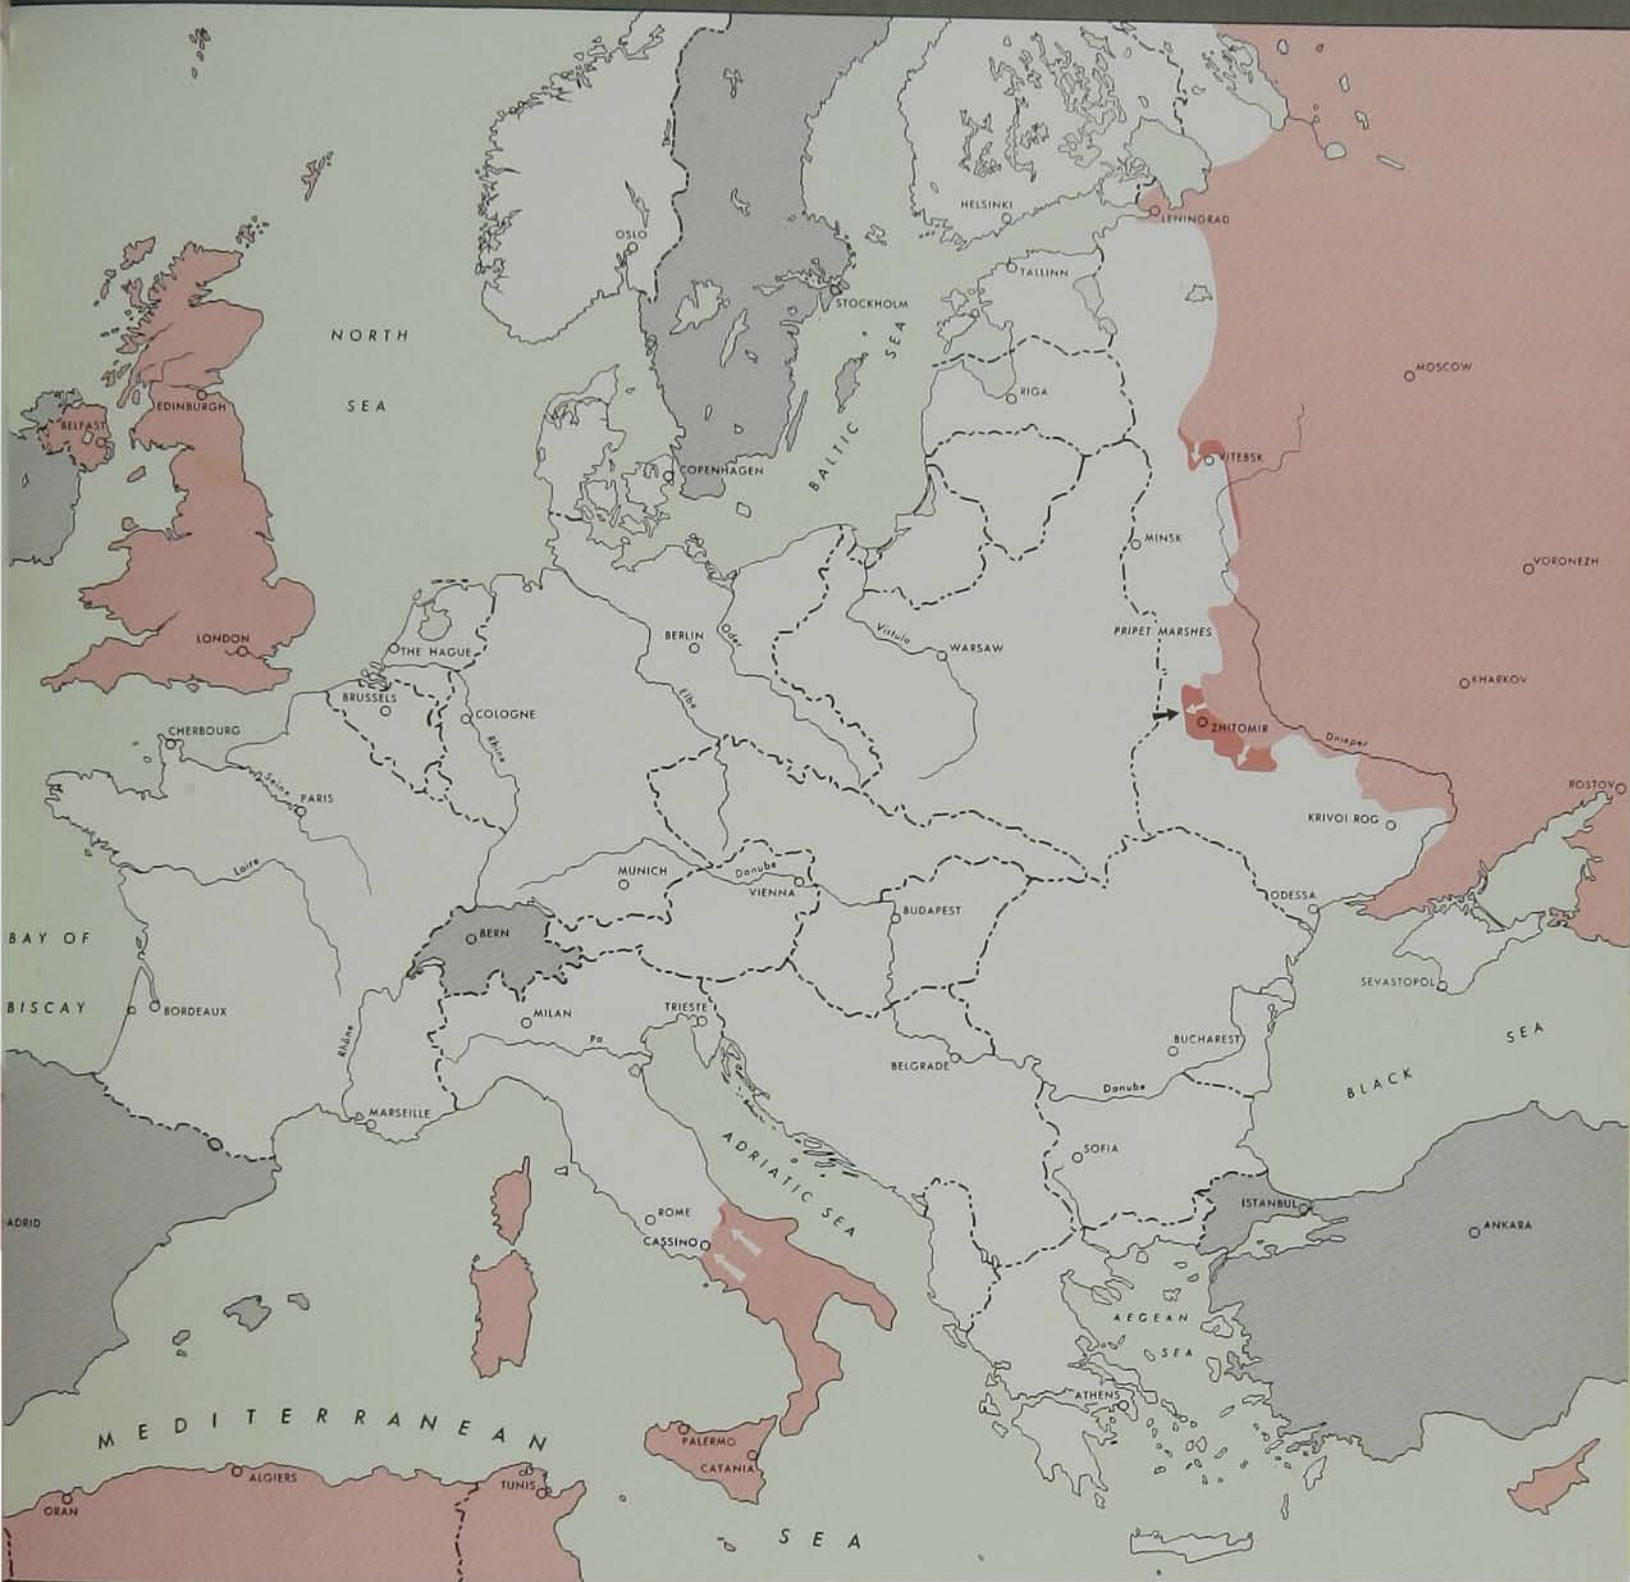 HELSINKI
LENINGRAD
OSLO
TALLINN
STOCKHOLM
NORTH
SEA
BALTIC SEA
MOSCOW
RIGA
EDINBURGH
BELFAST
VITEBSK
COPENHAGEN
MINSK
VORONEZH
PRIPET MARSHES
LONDON
THE HAGUE
BERLIN
Oder
Vistula
WARSAW
KHARKOV
BRUSSELS
COLOGNE
Elbe
Rhine
CHERBOURG
ZHITOMIR
Dnieper
Seine
PARIS
ROSTOV
KRIVOI ROG
Loire
MUNICH
Danube
VIENNA
ODESSA
BUDAPEST
BAY OF
BISCAY
BERN
SEVASTOPOL
BORDEAUX
MILAN
TRIESTE
Rhône
Po
BUCHAREST
BELGRADE
Danube
BLACK SEA
MARSEILLE
ADRIATIC SEA
SOFIA
ISTANBUL
ANKARA
ADRID
ROME
CASSINO
AEGEAN
SEA
ATHENS
MEDITERRANEAN
SEA
PALERMO
CATANIA
ALGIERS
TUNIS
ORAN